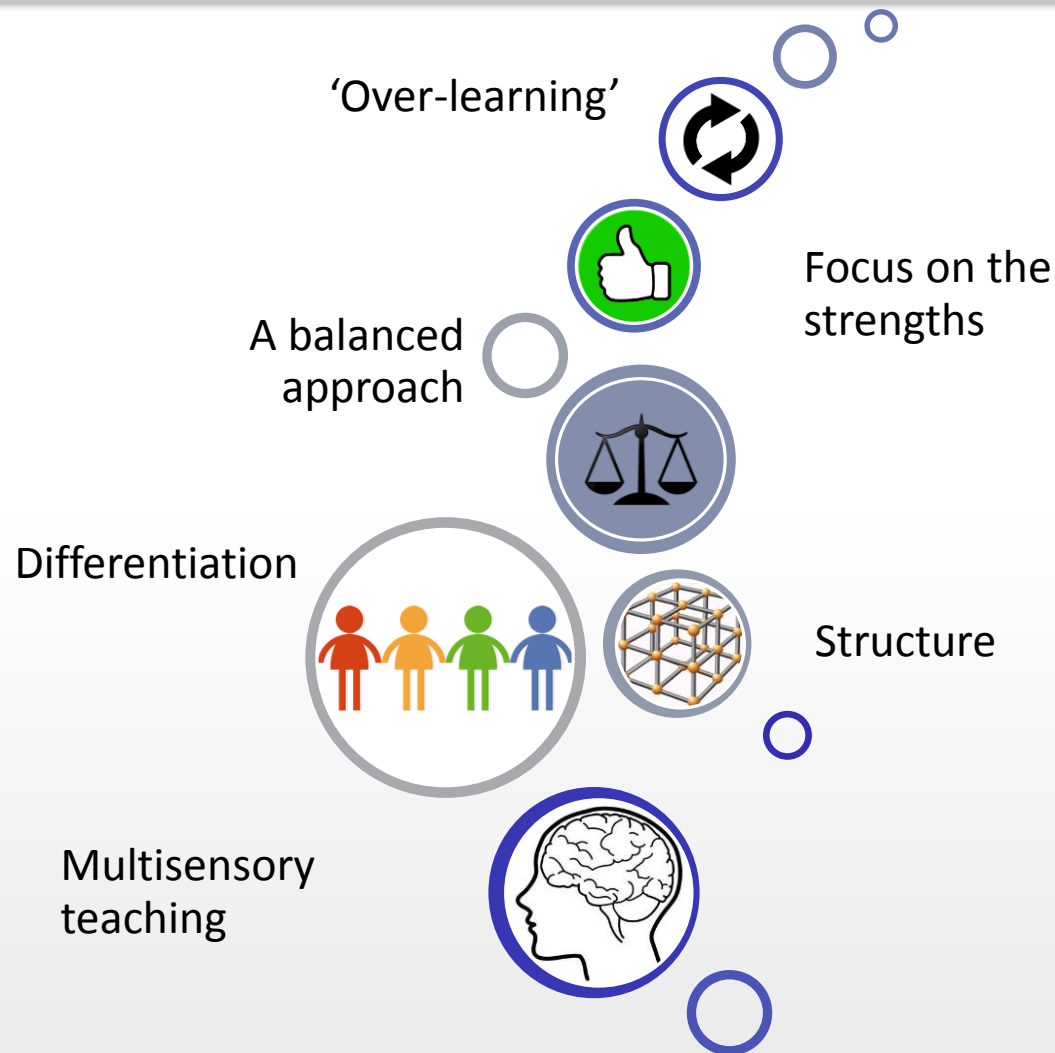 ‘Over-learning’
Focus on the
strengths
A balanced
approach
Differentiation
Structure
Multisensory
teaching